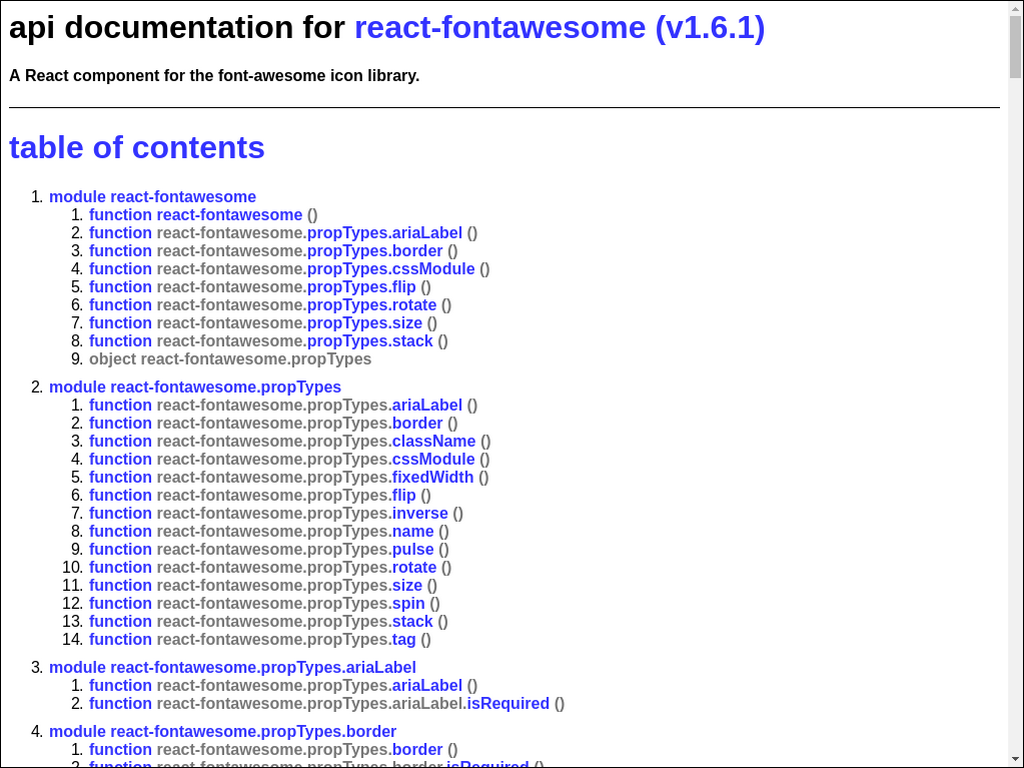 api documentation for react-fontawesome (v1.6.1)
A React component for the font-awesome icon library.
table of contents
1. module react-fontawesome
1. function react-fontawesome ()
2. function react-fontawesome.propTypes.ariaLabel ()
3. function react-fontawesome.propTypes.border ()
4. function react-fontawesome.propTypes.cssModule ()
5. function react-fontawesome.propTypes.flip ()
6. function react-fontawesome.propTypes.rotate ()
7. function react-fontawesome.propTypes.size ()
8. function react-fontawesome.propTypes.stack ()
9. object react-fontawesome.propTypes
2. module react-fontawesome.propTypes
1. function react-fontawesome.propTypes.ariaLabel ()
2. function react-fontawesome.propTypes.border ()
3. function react-fontawesome.propTypes.className ()
4. function react-fontawesome.propTypes.cssModule ()
5. function react-fontawesome.propTypes.fixedWidth ()
6. function react-fontawesome.propTypes.flip ()
7. function react-fontawesome.propTypes.inverse ()
8. function react-fontawesome.propTypes.name ()
9. function react-fontawesome.propTypes.pulse ()
10. function react-fontawesome.propTypes.rotate ()
11. function react-fontawesome.propTypes.size ()
12. function react-fontawesome.propTypes.spin ()
13. function react-fontawesome.propTypes.stack ()
14. function react-fontawesome.propTypes.tag ()
3. module react-fontawesome.propTypes.ariaLabel
1. function react-fontawesome.propTypes.ariaLabel ()
2. function react-fontawesome.propTypes.ariaLabel.isRequired ()
4. module react-fontawesome.propTypes.border
1. function react-fontawesome.propTypes.border ()
2. function react-fontawesome.propTypes.border.isRequired ()